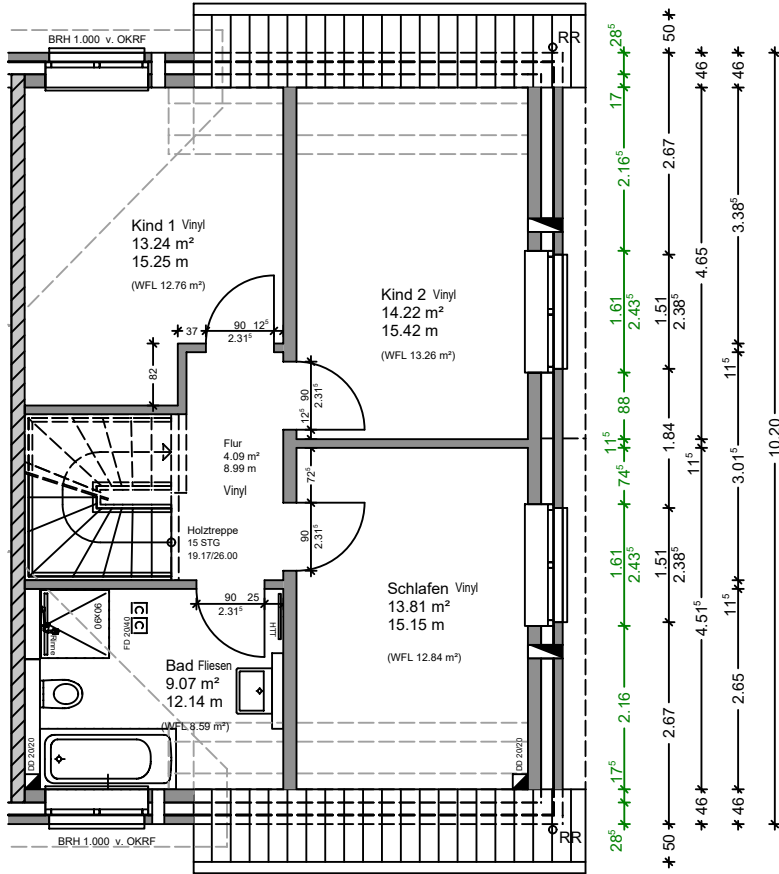 BRH 1.000 v. OKRF
RR
Kind 1 Vinyl
13.24 m²
15.25 m
(WFL 12.76 m²)
Kind 2 Vinyl
14.22 m²
15.42 m
(WFL 13.26 m²)
37
90 12⁵
2.31⁵
82
90
2.31⁵
12⁵
Flur
4.09 m²
8.99 m
Vinyl
72⁵
90
2.31⁵
Holztreppe
15 STG
19.17/26.00
90 25
2.31⁵
HTT
90X90
Rinne
FD 20/40
Bad Fliesen
9.07 m²
12.14 m
(WFL 8.59 m²)
Schlafen Vinyl
13.81 m²
15.15 m
(WFL 12.84 m²)
DD 20/20
DD 20/20
BRH 1.000 v. OKRF
RR
28⁵
17
2.16⁵
1.61
2.43⁵
88
11⁵
74⁵
1.61
2.43⁵
2.16
17⁵
28⁵
50
2.67
1.51
2.38⁵
1.84
1.51
2.38⁵
2.67
50
46
4.65
11⁵
4.51⁵
46
46
3.38⁵
11⁵
3.01⁵
11⁵
2.65
46
10.20